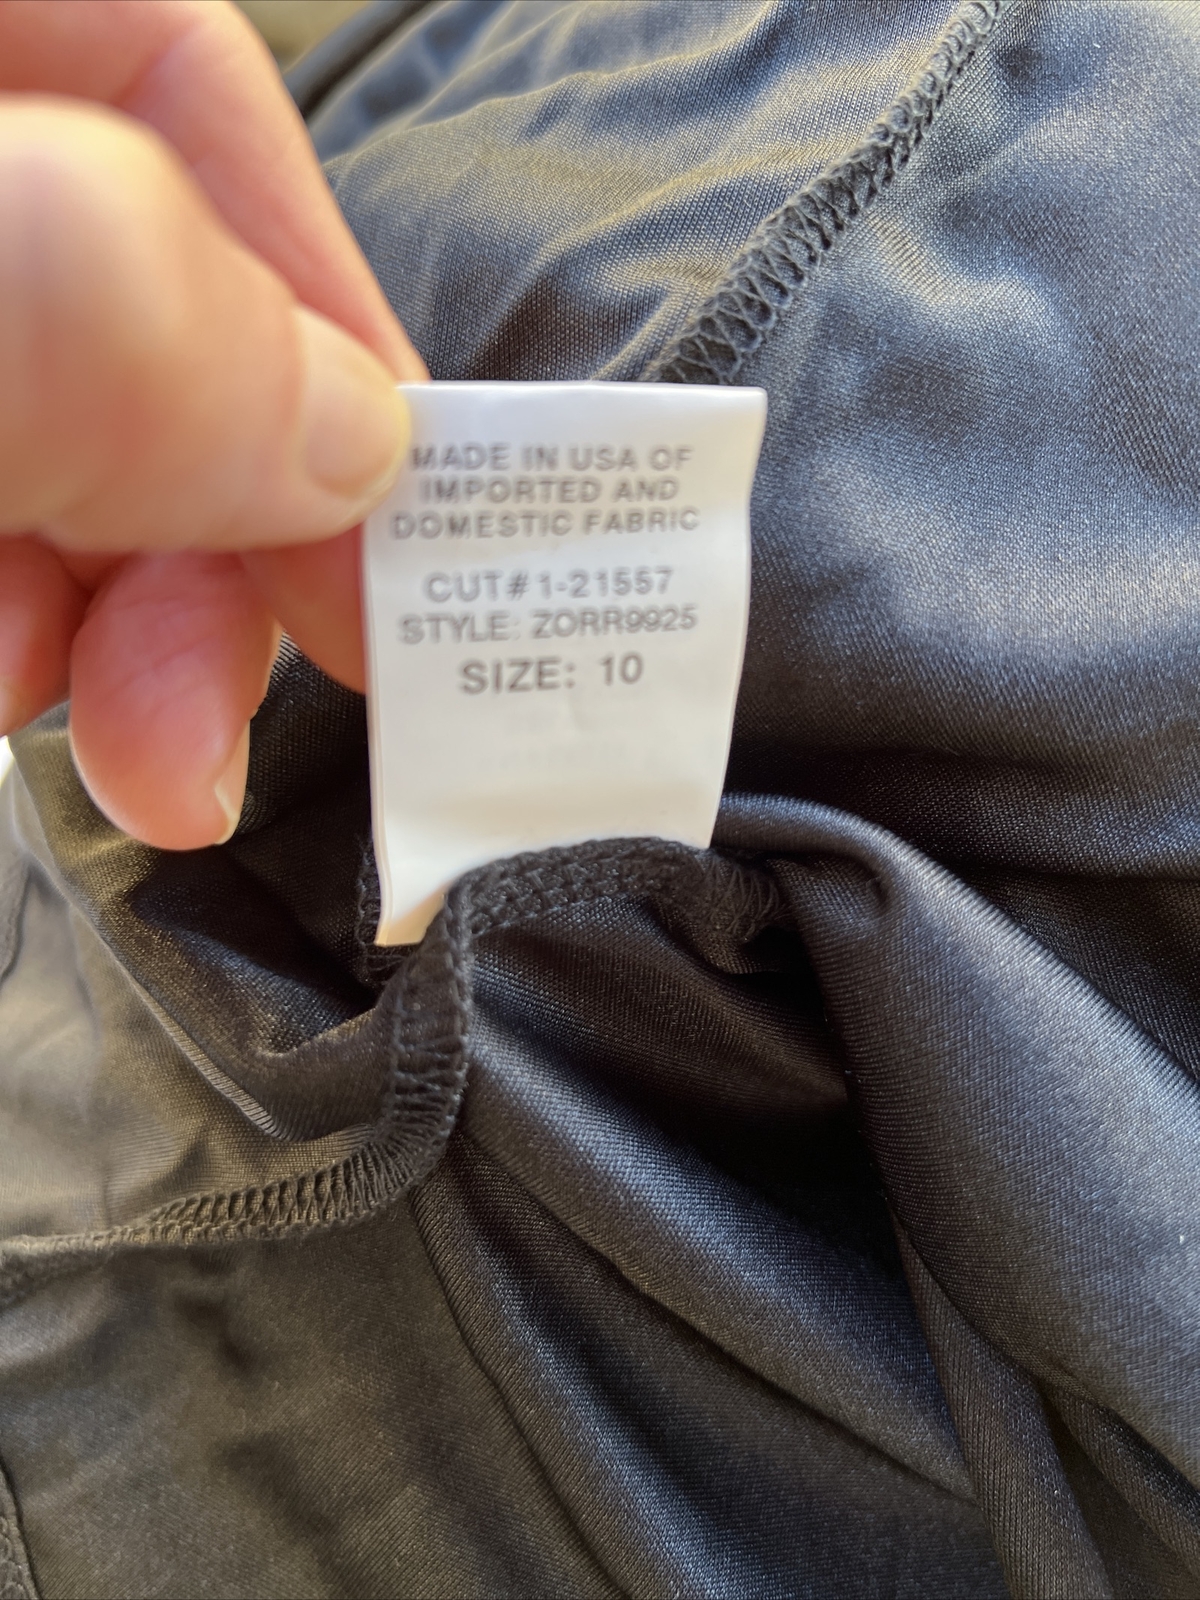 MADE IN USA OF
IMPORTED AND
DOMESTIC FABRIC
CUT# 1-21557
STYLE: ZORR9925
SIZE: 10